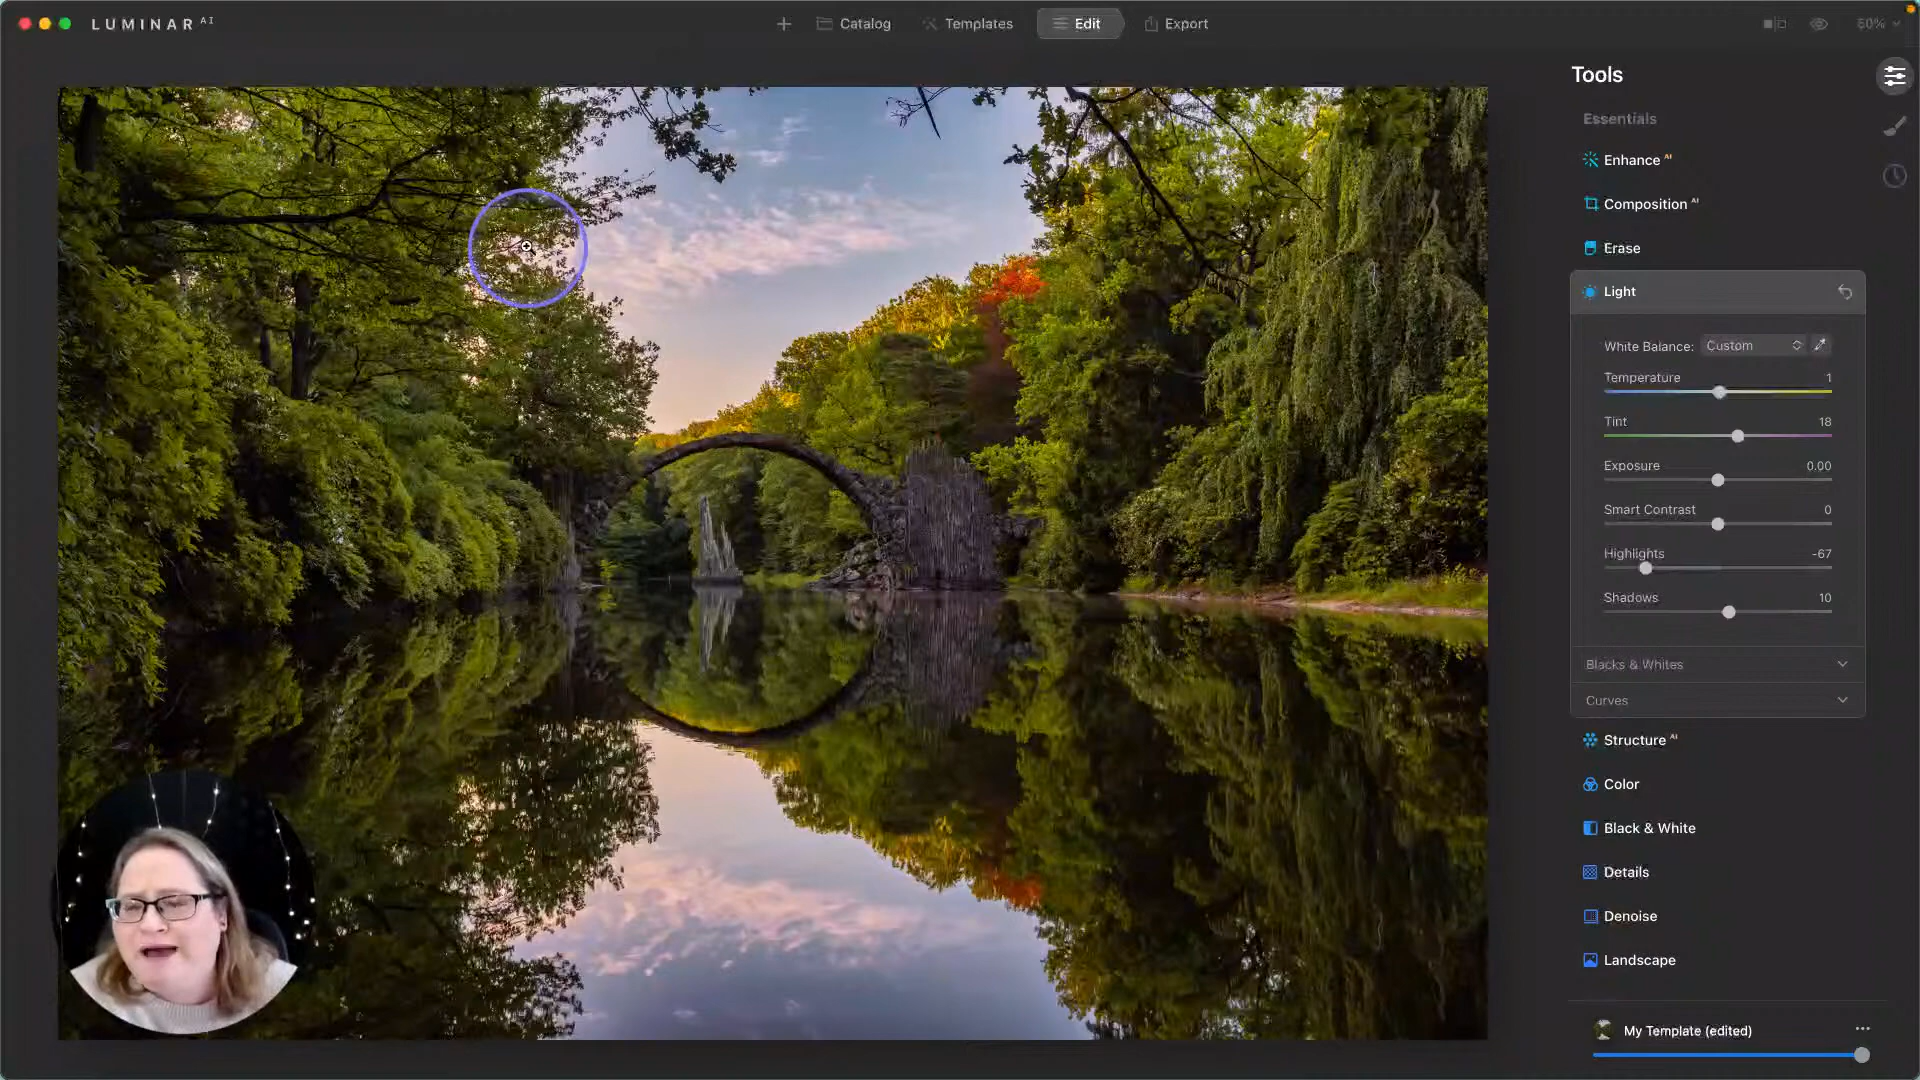 LUMINAR AI
Catalog
Templates
Edit
Export
60%
Tools
Essentials
Enhance AI
Composition AI
Erase
Light
White Balance: Custom
Temperature 1
Tint 18
Exposure 0.00
Smart Contrast 0
Highlights -67
Shadows 10
Blacks & Whites
Curves
Structure AI
Color
Black & White
Details
Denoise
Landscape
My Template (edited)